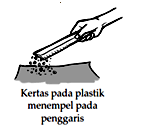 Kertas pada plastik
menempel pada
penggaris